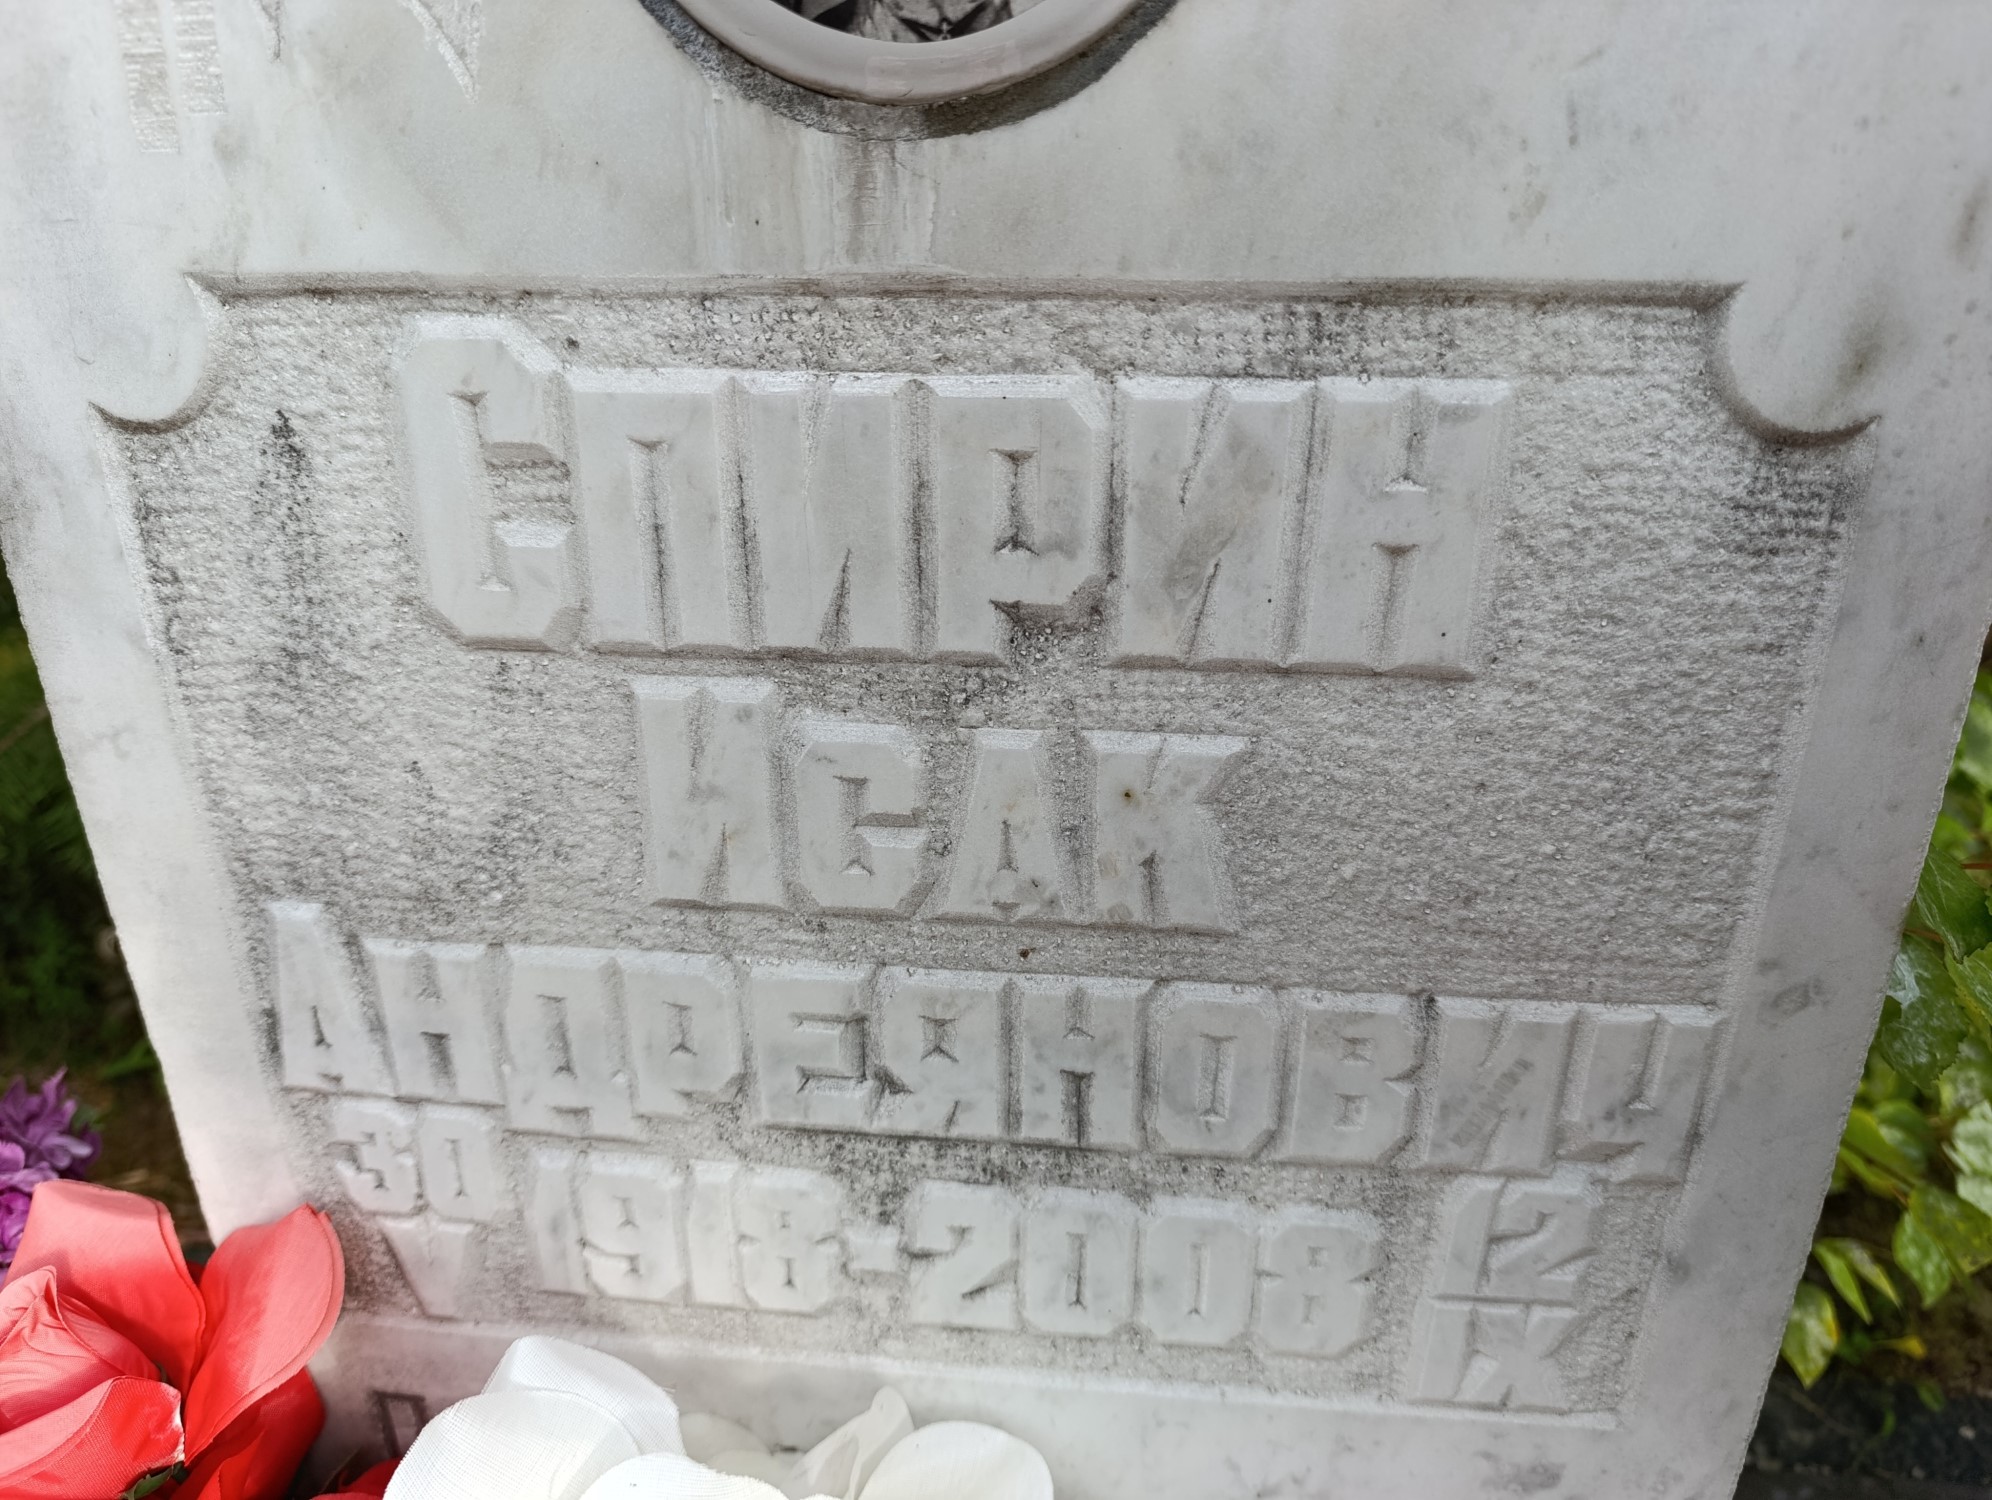 Спирин
Исак
Андреянович
30 V 1918-2008 12 IX